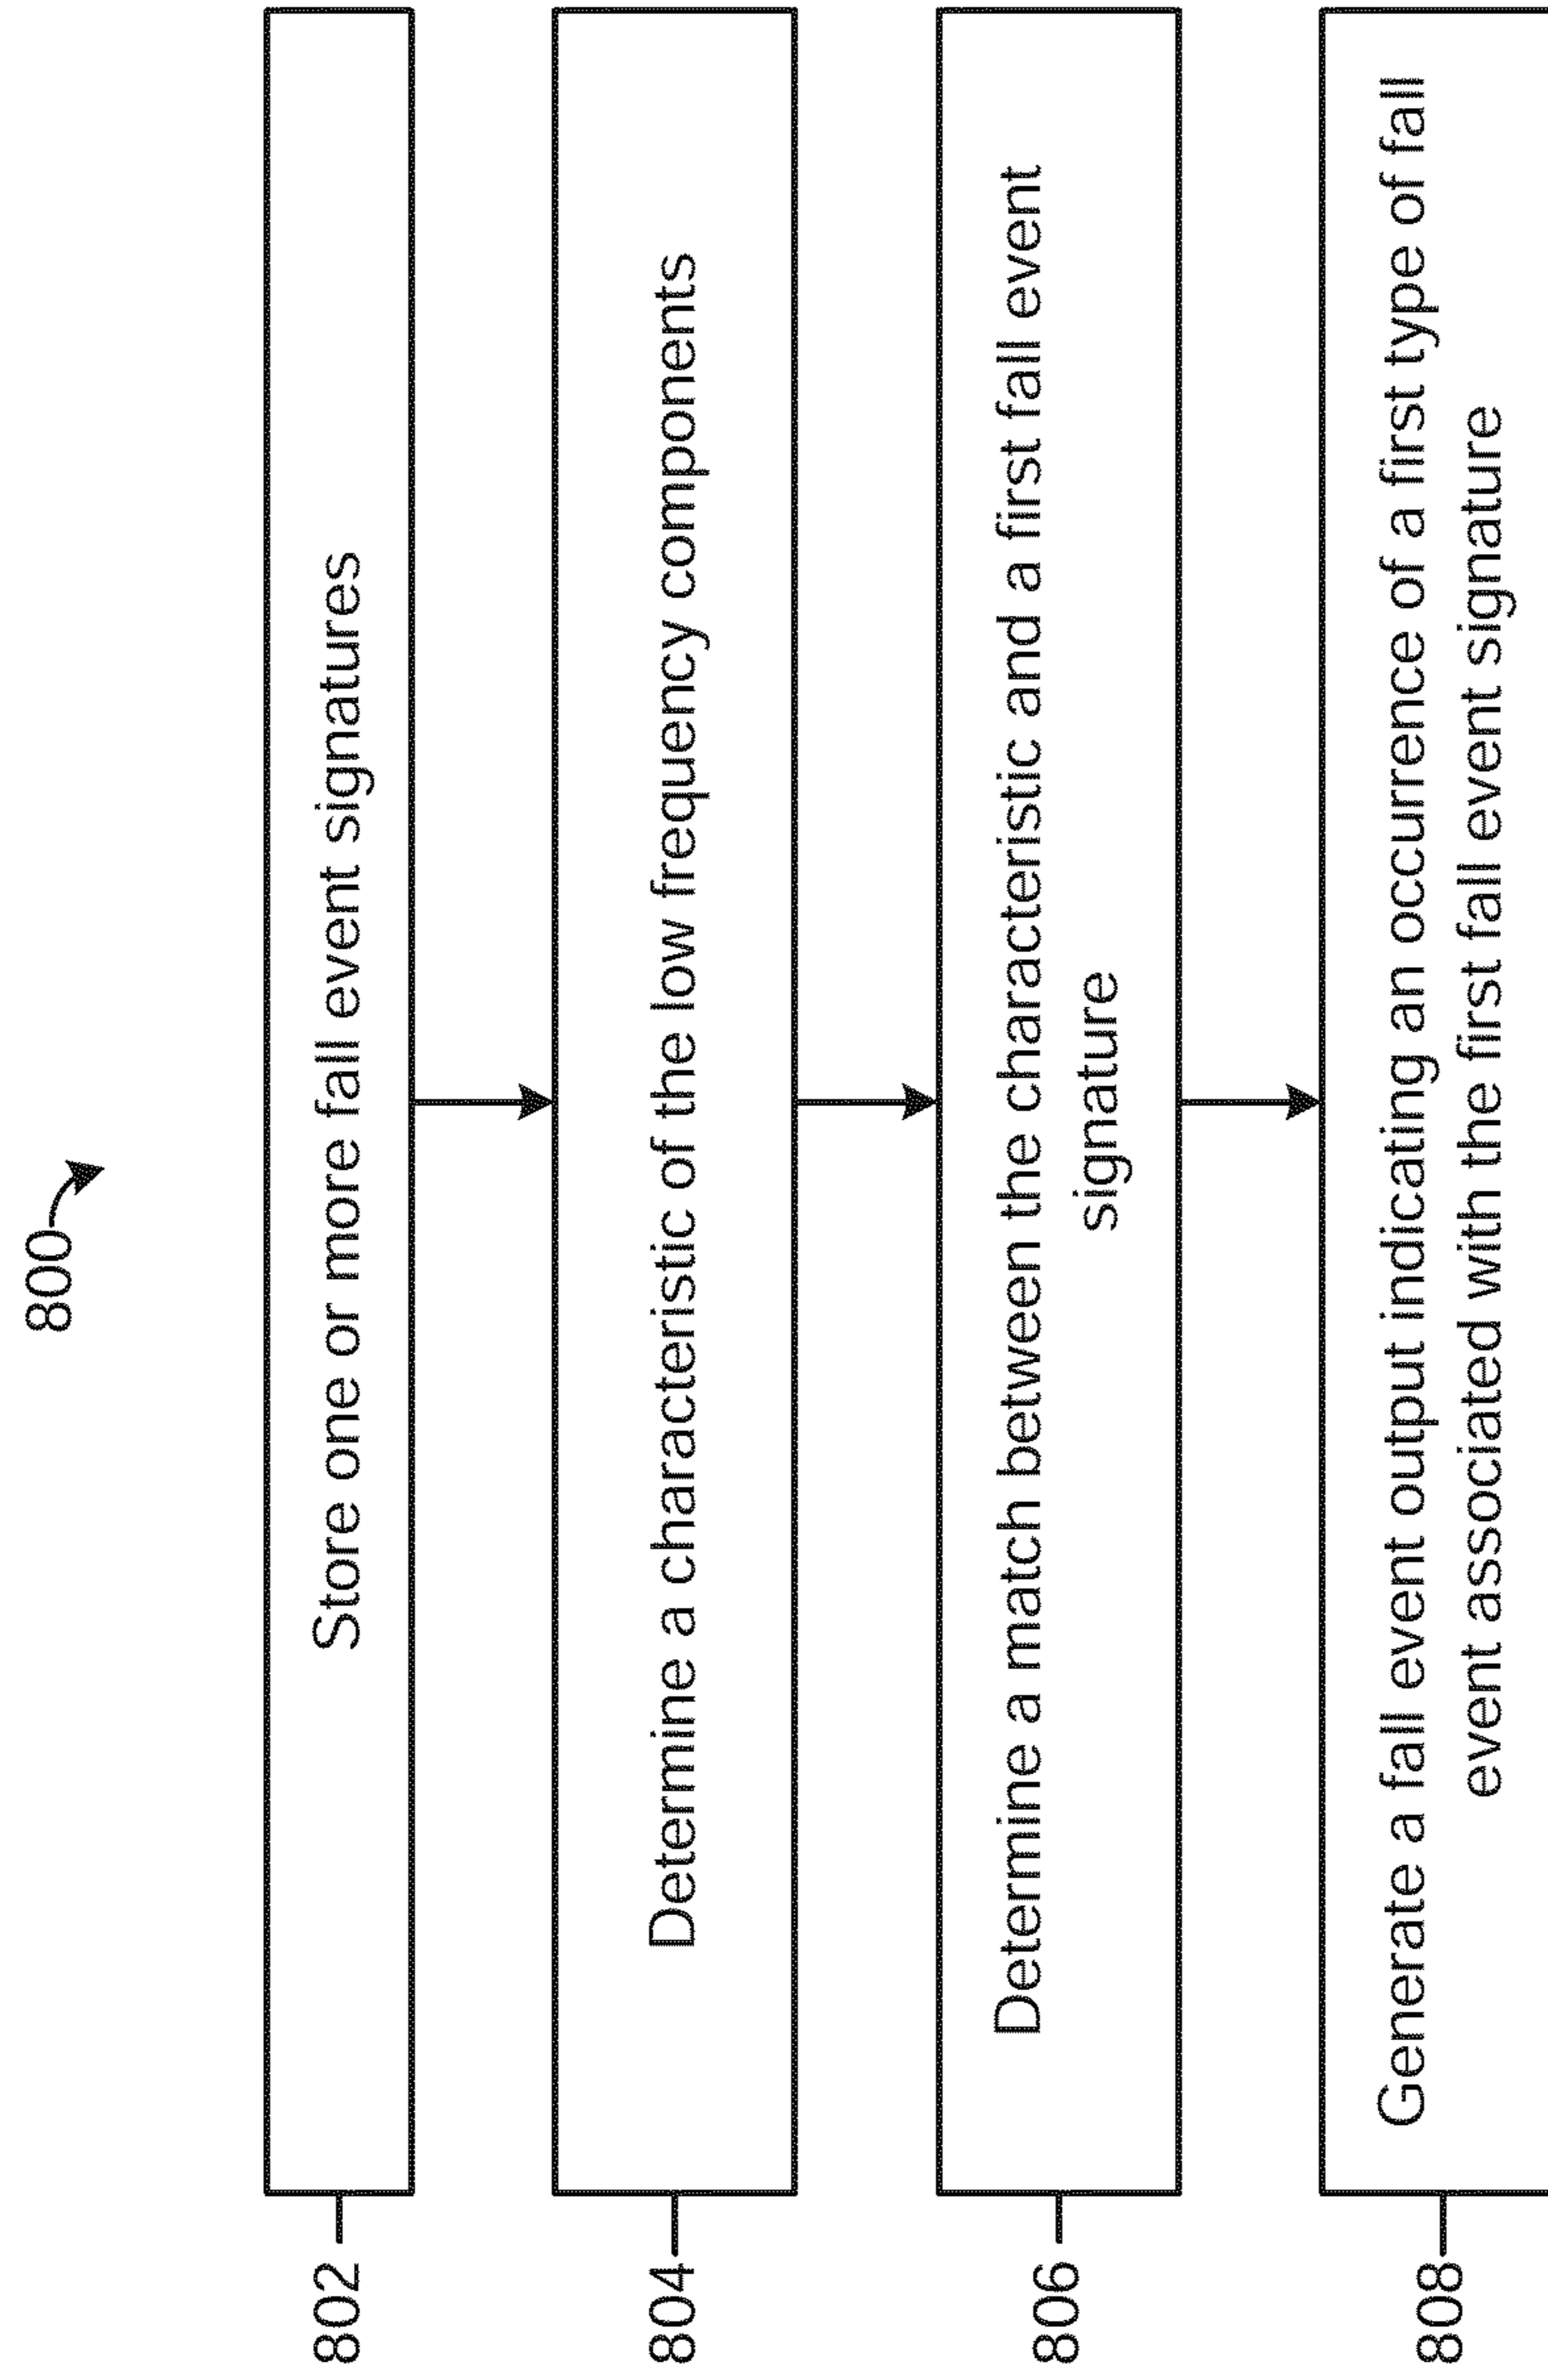 800
802
Store one or more fall event signatures
804
Determine a characteristic of the low frequency components
806
Determine a match between the characteristic and a first fall event
signature
808
Generate a fall event output indicating an occurrence of a first type of fall
event associated with the first fall event signature